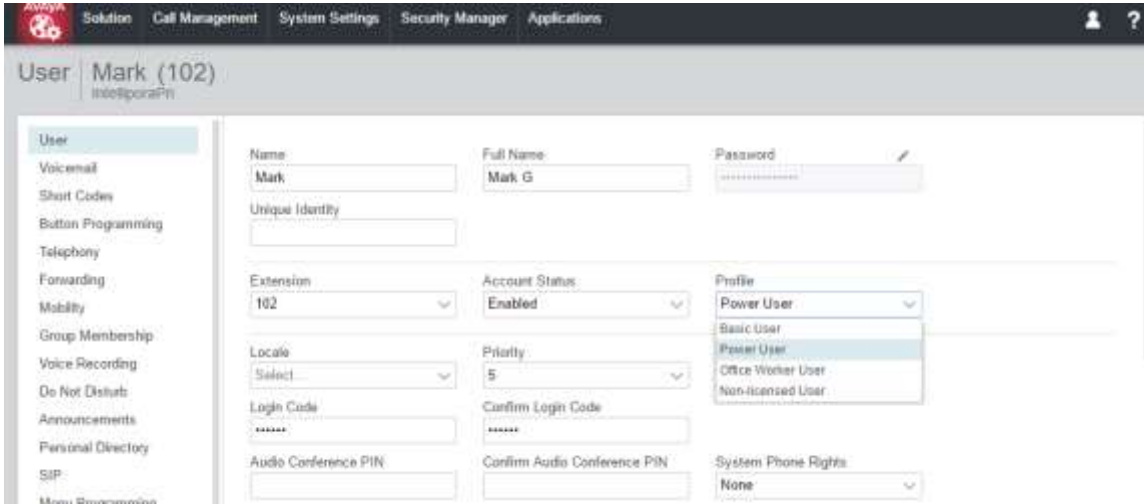 AVAYA
Solution Call Management System Settings Security Manager Applications ?
User Mark (102)
IntelliporaPri
User
Voicemail
Short Codes
Button Programming
Telephony
Forwarding
Mobility
Group Membership
Voice Recording
Do Not Disturb
Announcements
Personal Directory
SIP
Menu Programming
Name Full Name Password
Mark Mark G
Unique Identity
Extension Account Status Profile
102 Enabled Power User
Basic User
Power User
Office Worker User
Non-licensed User
Locale Priority
Select... 5
Login Code Confirm Login Code
•••••• ••••••
Audio Conference PIN Confirm Audio Conference PIN System Phone Rights
None